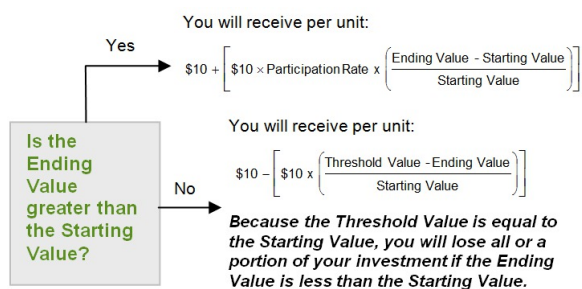 You will receive per unit:
Yes
$10 + [ $10 × Participation Rate x ( Ending Value - Starting Value / Starting Value ) ]
You will receive per unit:
Is the
Ending
Value
greater than
the Starting
Value?
No
$10 − [ $10 x ( Threshold Value - Ending Value / Starting Value ) ]
Because the Threshold Value is equal to
the Starting Value, you will lose all or a
portion of your investment if the Ending
Value is less than the Starting Value.